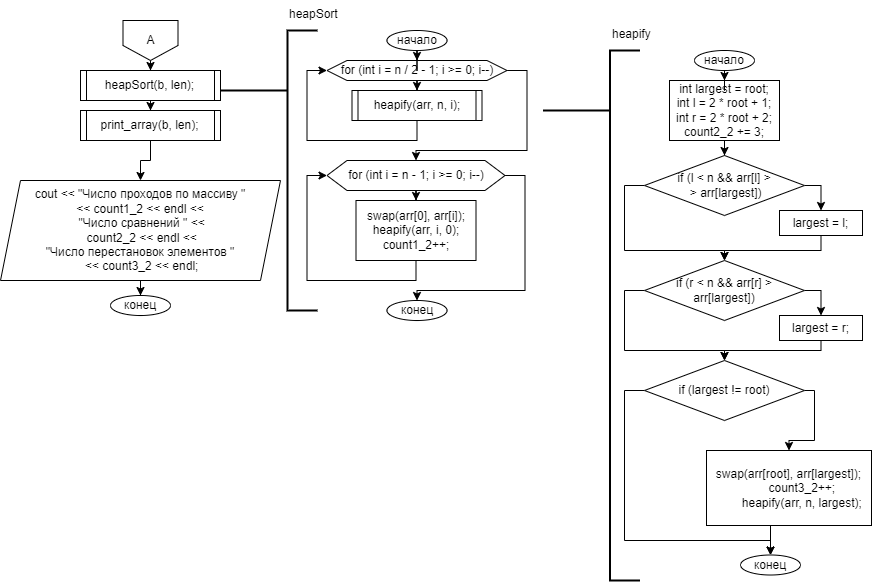 A
heapSort(b, len);
print_array(b, len);
cout << "Число проходов по массиву "
<< count1_2 << endl <<
"Число сравнений " <<
count2_2 << endl <<
"Число перестановок элементов "
<< count3_2 << endl;
конец
heapSort
начало
for (int i = n / 2 - 1; i >= 0; i--)
heapify(arr, n, i);
for (int i = n - 1; i >= 0; i--)
swap(arr[0], arr[i]);
heapify(arr, i, 0);
count1_2++;
конец
heapify
начало
int largest = root;
int l = 2 * root + 1;
int r = 2 * root + 2;
count2_2 += 3;
if (l < n && arr[l] >
> arr[largest])
largest = l;
if (r < n && arr[r] >
arr[largest])
largest = r;
if (largest != root)
swap(arr[root], arr[largest]);
count3_2++;
heapify(arr, n, largest);
конец